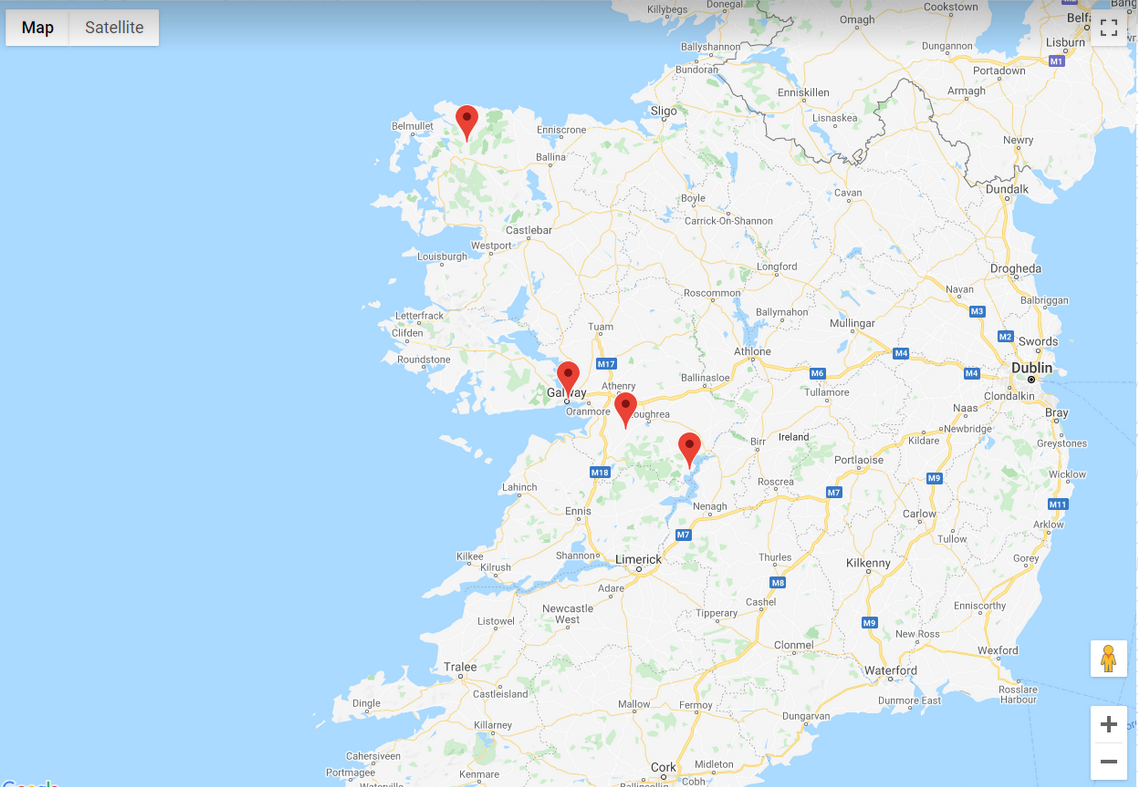 Map
Satellite
Killybegs
Donegal
Cookstown
Omagh
Lisburn
Ballyshannon
Dungannon
M1
Bundoran
Portadown
Enniskillen
Armagh
Sligo
Lisnaskea
Belmullet
Enniscrone
Newry
Ballina
Dundalk
Cavan
Boyle
Carrick-On-Shannon
Castlebar
Westport
Louisburgh
Longford
Drogheda
Navan
Roscommon
Balbriggan
Letterfrack
Ballymahon
M3
Clifden
Tuam
Mullingar
M2
Swords
Roundstone
M17
Athlone
M4
Dublin
M6
M4
Ballinasloe
Athenry
Tullamore
Clondalkin
Oranmore
Naas
Bray
Newbridge
Birr
Ireland
Kildare
Greystones
Portlaoise
M18
Wicklow
Roscrea
M9
Lahinch
M7
M11
Nenagh
Ennis
Carlow
Arklow
M7
Tullow
Kilkee
Shannon
Limerick
Thurles
Kilkenny
Gorey
Kilrush
M8
Adare
Cashel
Newcastle
West
Enniscorthy
Listowel
Tipperary
M9
New Ross
Clonmel
Wexford
Tralee
Waterford
Castleisland
Rosslare
Harbour
Dingle
Mallow
Fermoy
Dunmore East
Dungarvan
Killarney
Cahersiveen
Cork
Midleton
Portmagee
Kenmare
Cobh